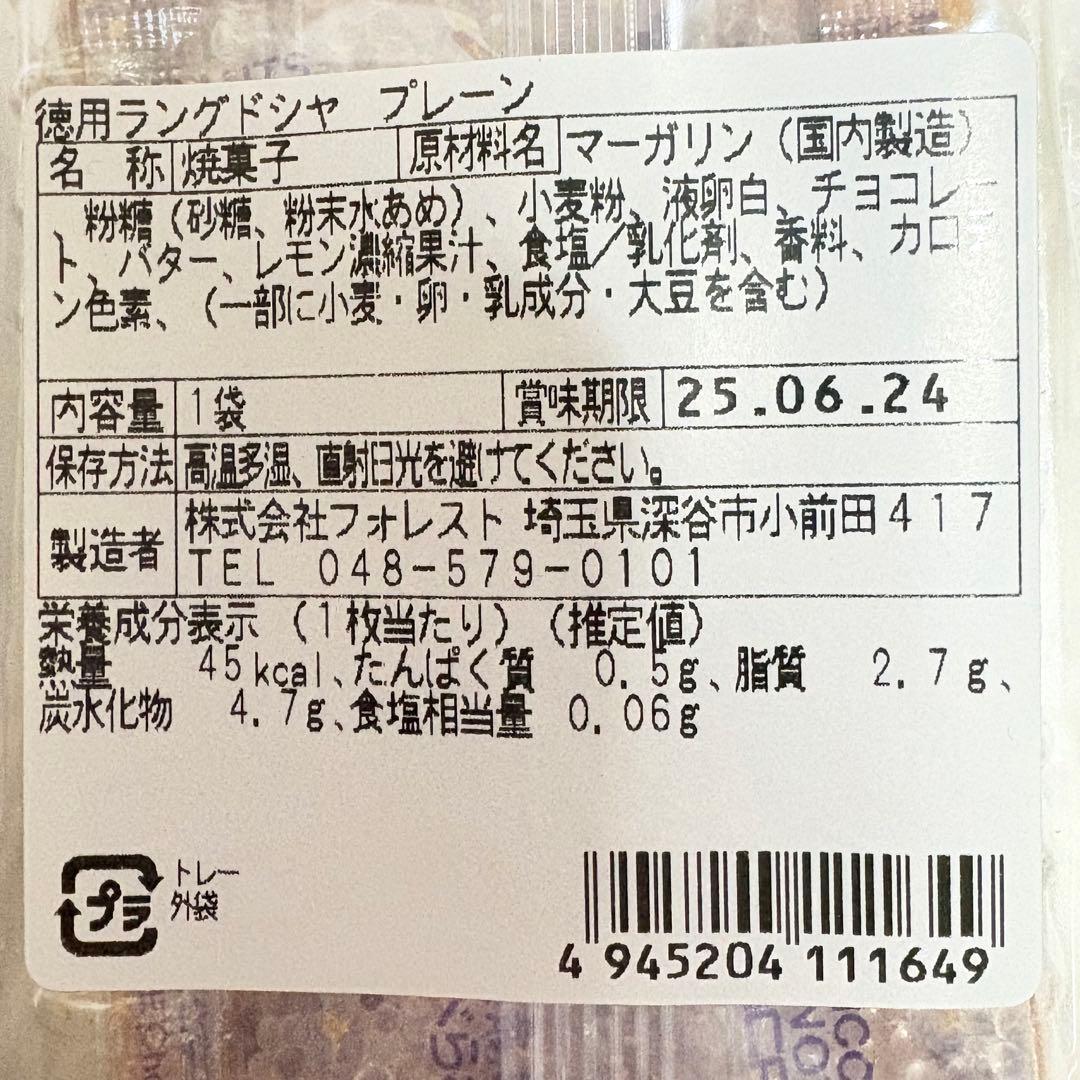 徳用ラングドシャ プレーン
名 称 焼菓子 原材料名 マーガリン（国内製造）
、粉糖（砂糖、粉末水あめ）、小麦粉、液卵白、チョコレー
ト、バター、レモン濃縮果汁、食塩／乳化剤、香料、カロチ
ン色素、（一部に小麦・卵・乳成分・大豆を含む）
内容量 1袋 賞味期限 25.06.24
保存方法 高温多湿、直射日光を避けてください。
製造者 株式会社フォレスト 埼玉県深谷市小前田417
TEL 048-579-0101
栄養成分表示（1枚当たり）（推定値）
熱量 45kcal、たんぱく質 0.5g、脂質 2.7g、
炭水化物 4.7g、食塩相当量 0.06g
プラ
トレー
外袋
4 945204 111649